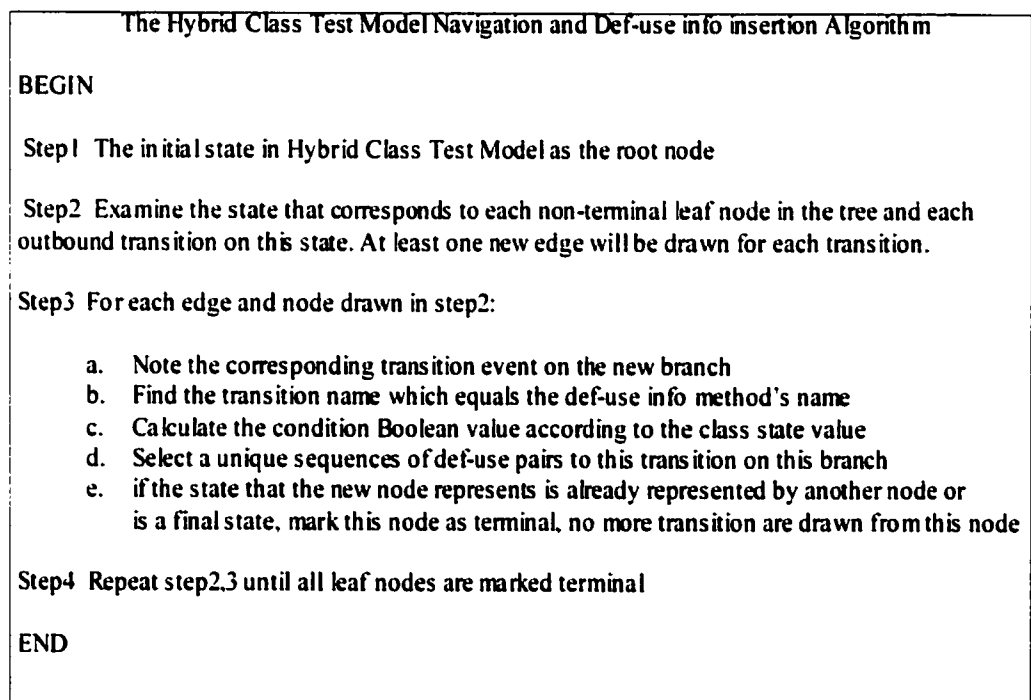 The Hybrid Class Test Model Navigation and Def-use info insertion Algorithm
BEGIN
Step1 The initial state in Hybrid Class Test Model as the root node
Step2 Examine the state that corresponds to each non-terminal leaf node in the tree and each
outbound transition on this state. At least one new edge will be drawn for each transition.
Step3 For each edge and node drawn in step2:
a. Note the corresponding transition event on the new branch
b. Find the transition name which equals the def-use info method's name
c. Calculate the condition Boolean value according to the class state value
d. Select a unique sequences of def-use pairs to this transition on this branch
e. if the state that the new node represents is already represented by another node or
is a final state, mark this node as terminal, no more transition are drawn from this node
Step4 Repeat step2,3 until all leaf nodes are marked terminal
END